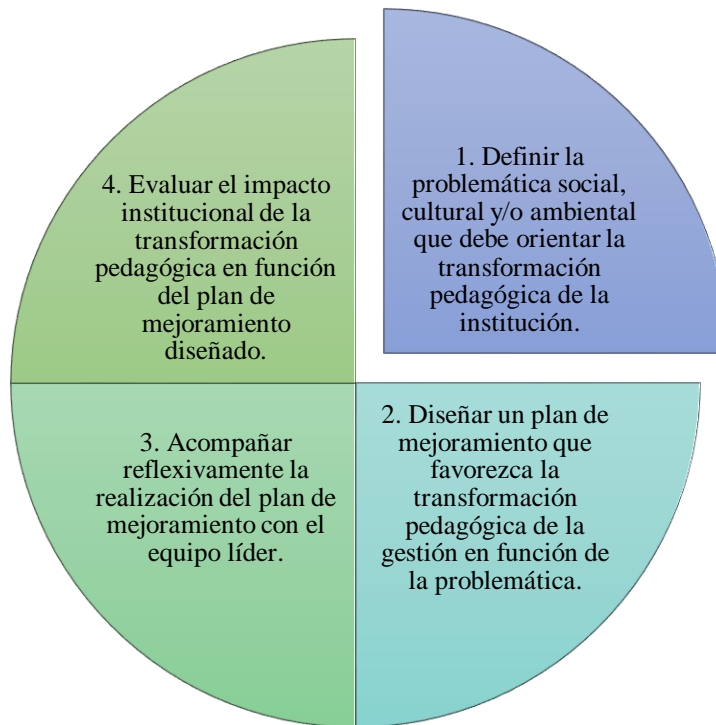 1. Definir la
problemática social,
cultural y/o ambiental
que debe orientar la
transformación
pedagógica de la
institución.
2. Diseñar un plan de
mejoramiento que
favorezca la
transformación
pedagógica de la
gestión en función de
la problemática.
3. Acompañar
reflexivamente la
realización del plan de
mejoramiento con el
equipo líder.
4. Evaluar el impacto
institucional de la
transformación
pedagógica en función
del plan de
mejoramiento
diseñado.